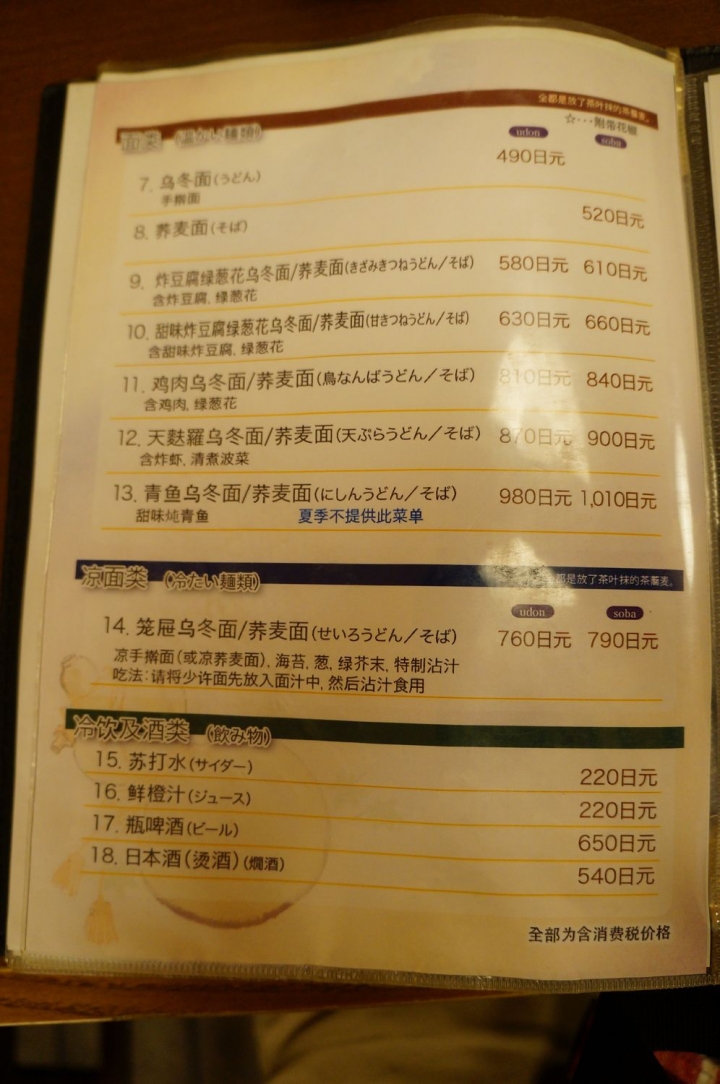 全部是放了茶叶抹的茶蕎麦。
面类 (温かい麺類)
☆···附带花椒
udon soba
7. 乌冬面(うどん) 490日元
手擀面
8. 荞麦面(そば) 520日元
9. 炸豆腐绿葱花乌冬面/荞麦面(きざみきつねうどん/そば) 580日元 610日元
含炸豆腐, 绿葱花
10. 甜味炸豆腐绿葱花乌冬面/荞麦面(甘きつねうどん/そば) 630日元 660日元
含甜味炸豆腐, 绿葱花
11. 鸡肉乌冬面/荞麦面(鳥なんばうどん/そば) 810日元 840日元
含鸡肉, 绿葱花
12. 天麸羅乌冬面/荞麦面(天ぷらうどん/そば) 870日元 900日元
含炸虾, 清煮波菜
13. 青鱼乌冬面/荞麦面(にしんうどん/そば) 980日元 1,010日元
甜味炖青鱼 夏季不提供此菜单
凉面类 (冷たい麺類) 全部是放了茶叶抹的茶蕎麦。
udon soba
14. 笼屉乌冬面/荞麦面(せいろうどん/そば) 760日元 790日元
凉手擀面(或凉荞麦面), 海苔, 葱, 绿芥末, 特制沾汁
吃法:请将少许面先放入面汁中, 然后沾汁食用
冷饮及酒类 (飲み物)
15. 苏打水(サイダー) 220日元
16. 鲜橙汁(ジュース) 220日元
17. 瓶啤酒(ビール) 650日元
18. 日本酒(烫酒)(燗酒) 540日元
全部为含消费税价格